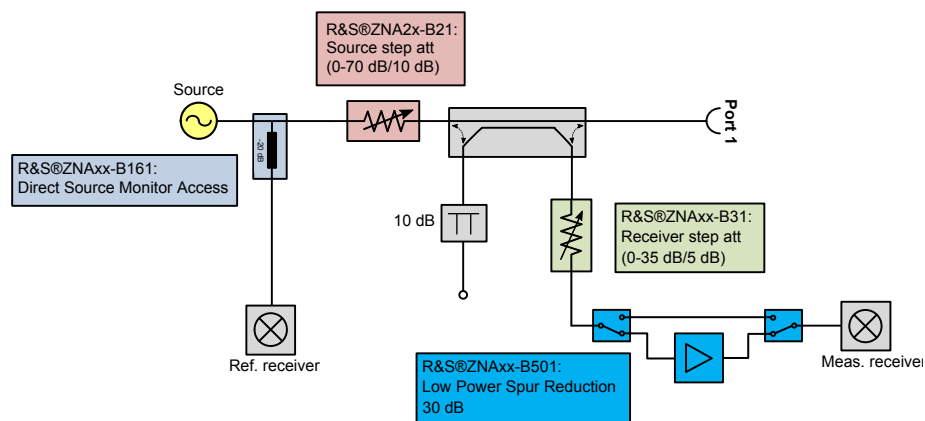 R&S®ZNA2x-B21:
Source step att
(0-70 dB/10 dB)
Source
Port 1
-20 dB
R&S®ZNAxx-B161:
Direct Source Monitor Access
10 dB
R&S®ZNAxx-B31:
Receiver step att
(0-35 dB/5 dB)
Ref. receiver
Meas. receiver
R&S®ZNAxx-B501:
Low Power Spur Reduction
30 dB